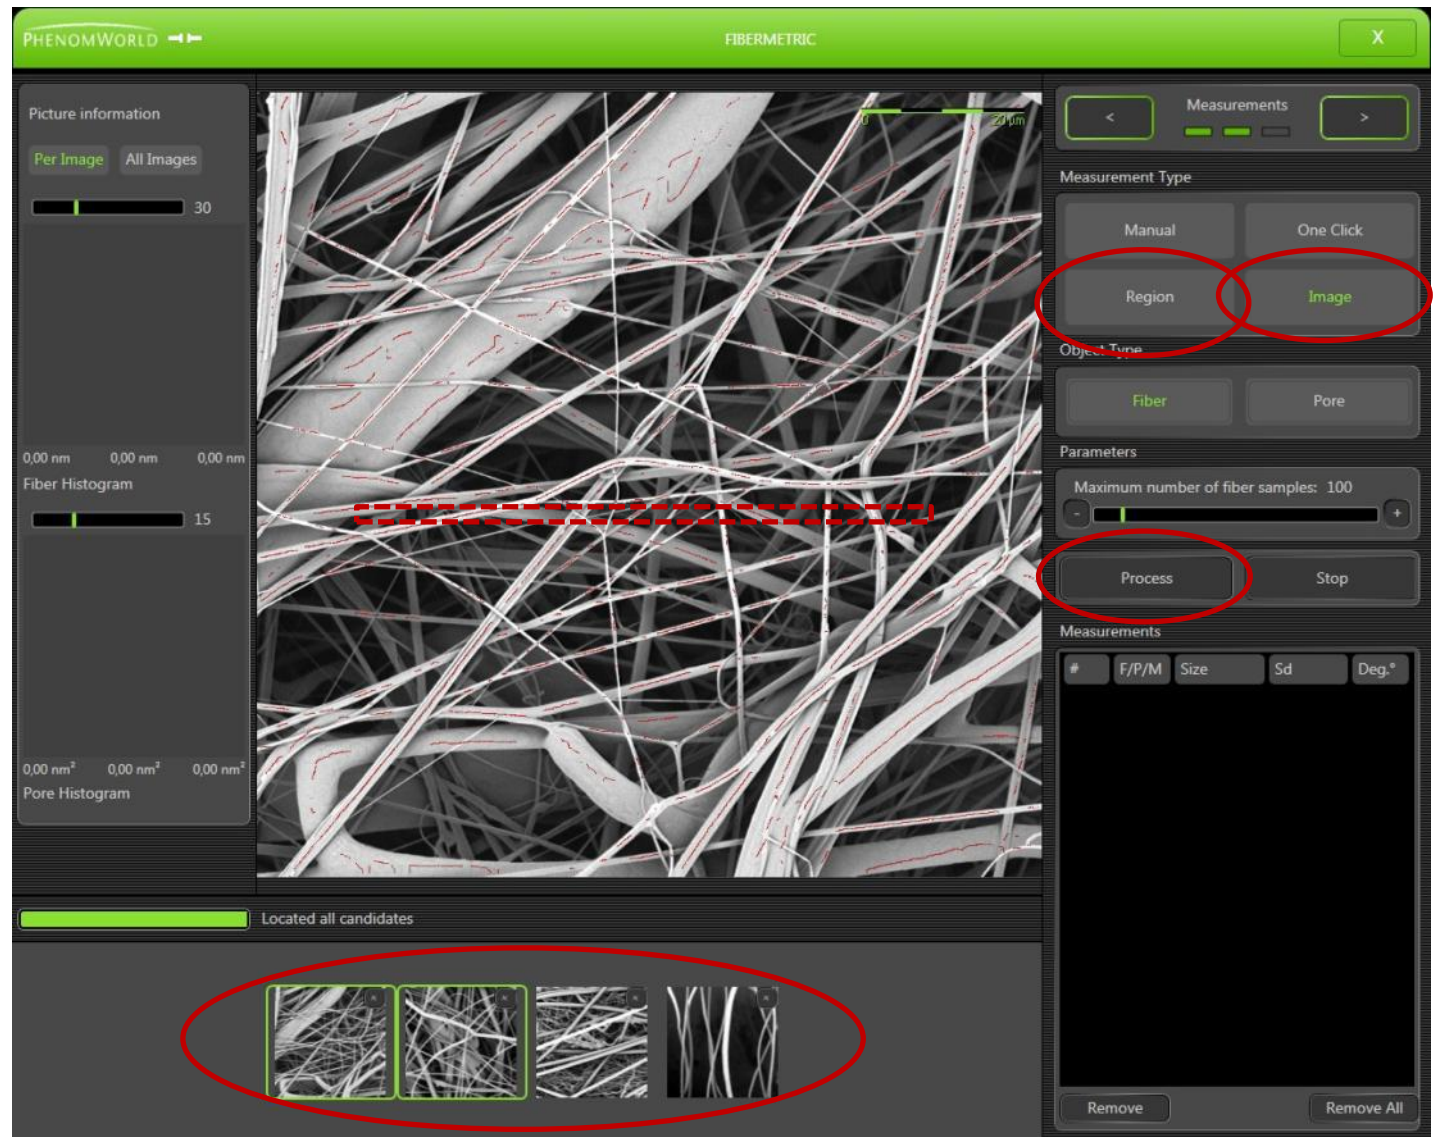 PHENOMWORLD
FIBERMETRIC
X
Picture information
Per Image All Images
30
0,00 nm 0,00 nm 0,00 nm
Fiber Histogram
15
0,00 nm² 0,00 nm² 0,00 nm²
Pore Histogram
0 23 µm
< Measurements >
Measurement Type
Manual One Click
Region Image
Object Type
Fiber Pore
Parameters
Maximum number of fiber samples: 100
- +
Process Stop
Measurements
# F/P/M Size Sd Deg.°
Remove Remove All
Located all candidates